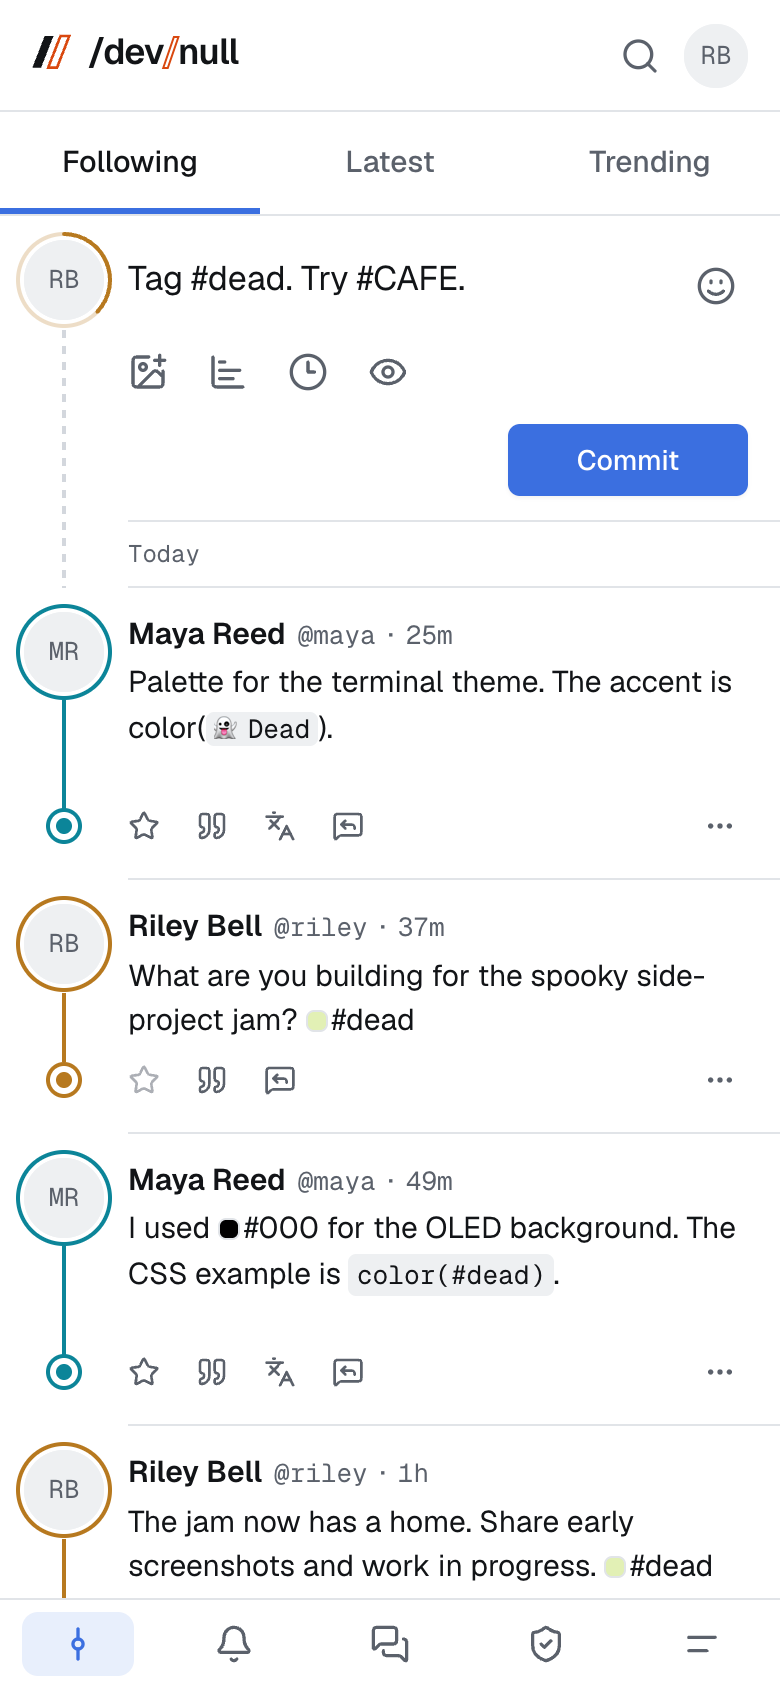 /dev//null
RB
Following
Latest
Trending
RB
Tag #dead. Try #CAFE.
Commit
Today
MR
Maya Reed @maya · 25m
Palette for the terminal theme. The accent is
color(👻 Dead).
RB
Riley Bell @riley · 37m
What are you building for the spooky side-
project jam? #dead
MR
Maya Reed @maya · 49m
I used #000 for the OLED background. The
CSS example is color(#dead).
RB
Riley Bell @riley · 1h
The jam now has a home. Share early
screenshots and work in progress. #dead